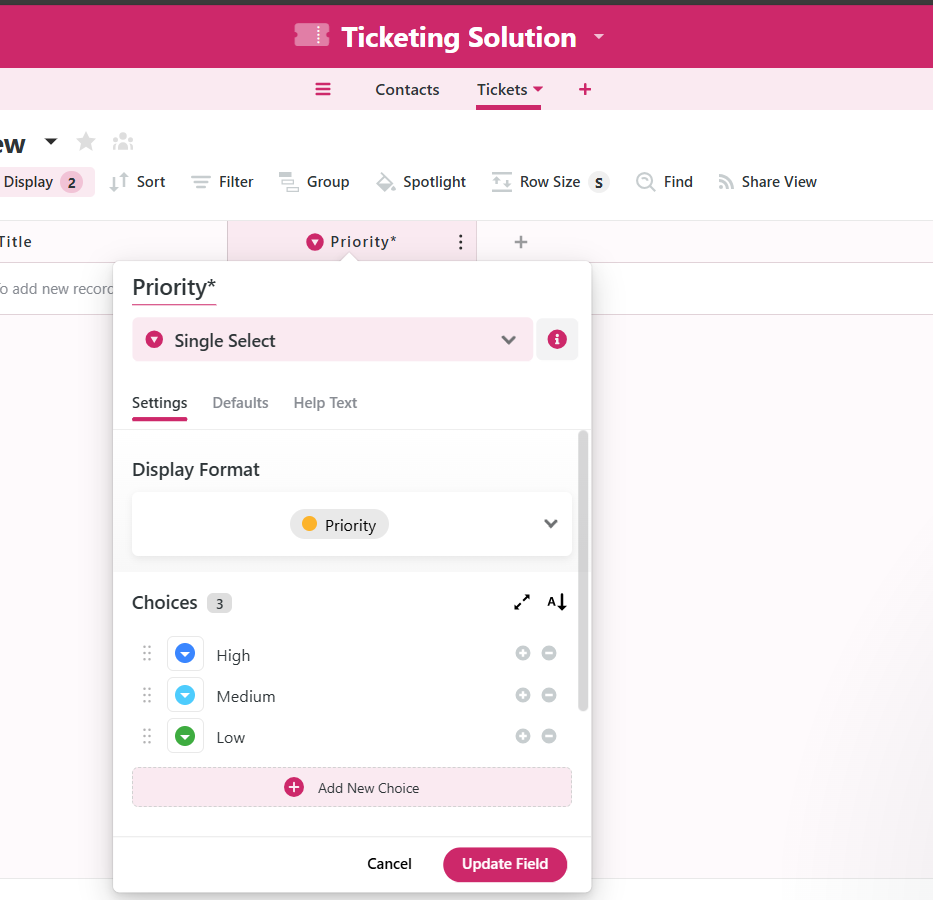 Ticketing Solution
Contacts Tickets
ew
Display 2 Sort Filter Group Spotlight Row Size S Find Share View
Title Priority*
o add new record
Priority*
Single Select
Settings Defaults Help Text
Display Format
Priority
Choices 3 A
High
Medium
Low
Add New Choice
Cancel Update Field